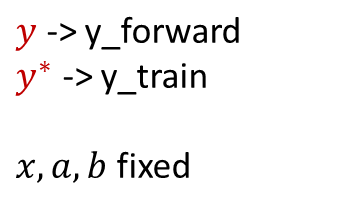 y -> y_forward
y* -> y_train
x, a, b fixed